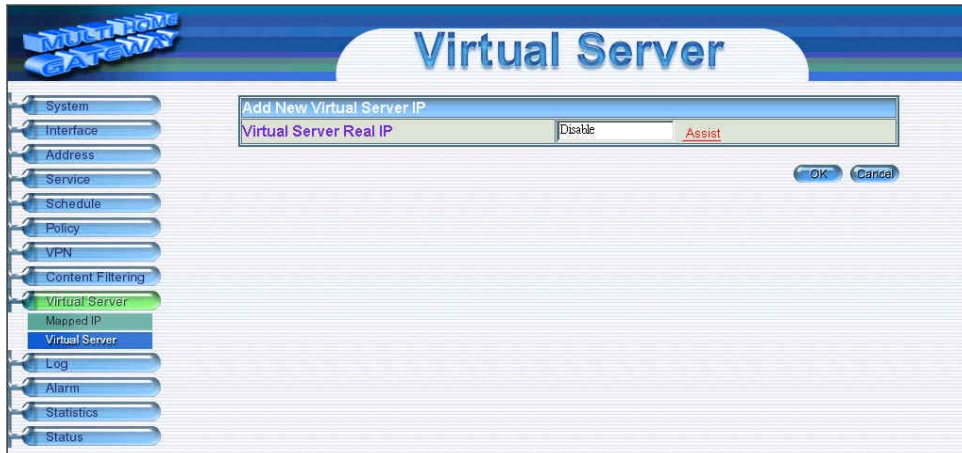 MULTI HOME
GATEWAY
Virtual Server
System
Interface
Address
Service
Schedule
Policy
VPN
Content Filtering
Virtual Server
Mapped IP
Virtual Server
Log
Alarm
Statistics
Status
Add New Virtual Server IP
Virtual Server Real IP Disable Assist
OK Cancel